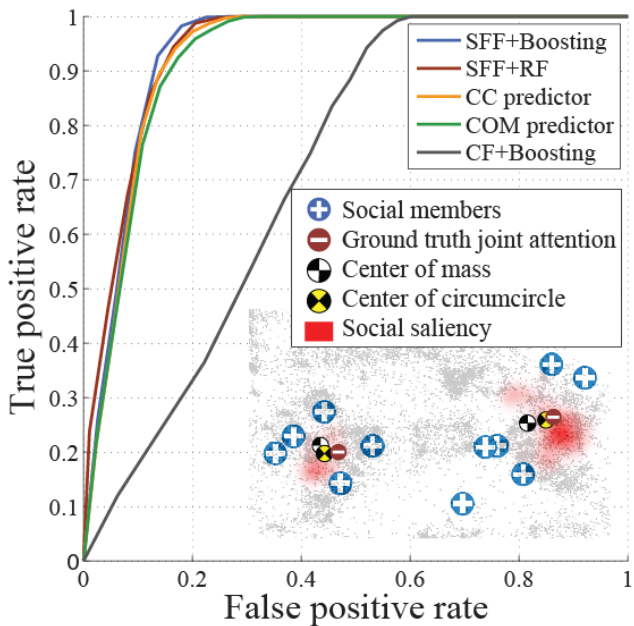 1
0.9
0.8
0.7
0.6
0.5
0.4
0.3
0.2
0.1
0
True positive rate
SFF+Boosting
SFF+RF
CC predictor
COM predictor
CF+Boosting
Social members
Ground truth joint attention
Center of mass
Center of circumcircle
Social saliency
0 0.2 0.4 0.6 0.8 1
False positive rate